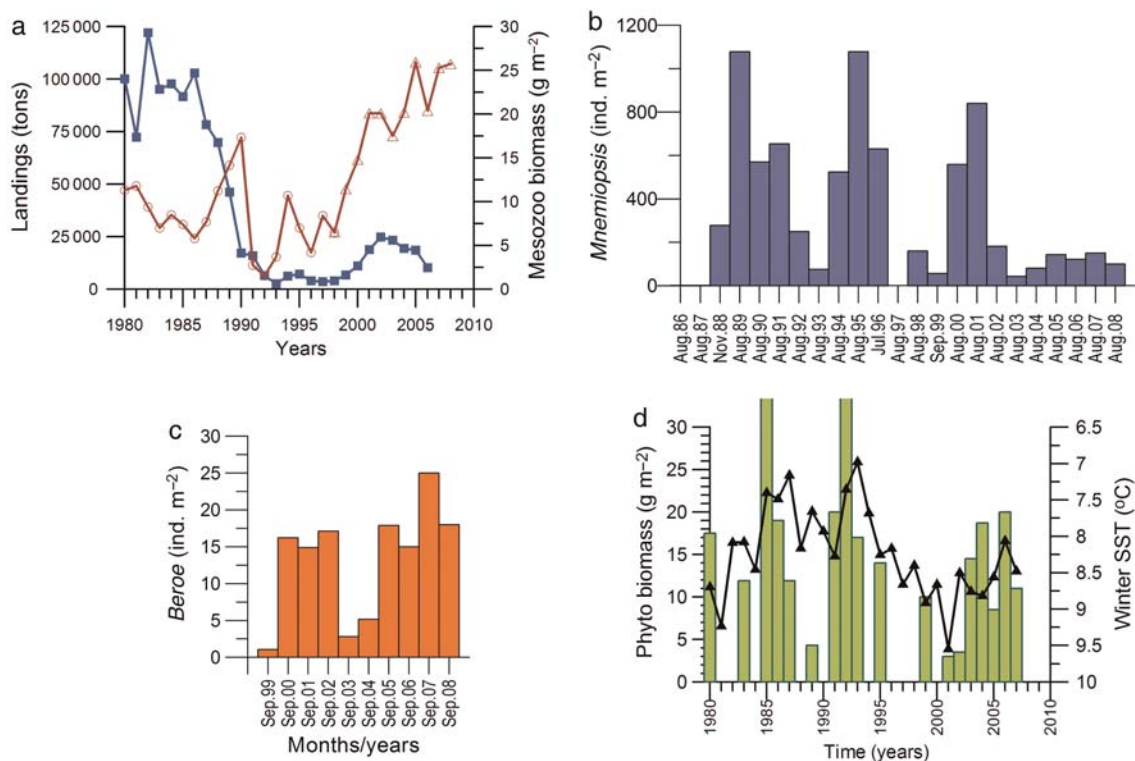 a
Landings (tons)
125 000
100 000
75 000
50 000
25 000
0
30
25
20
15
10
5
0
Mesozoo biomass (g m⁻²)
1980 1985 1990 1995 2000 2005 2010
Years
b
Mnemiopsis (ind. m⁻²)
1200
800
400
0
Aug.86
Aug.87
Nov.88
Aug.89
Aug.90
Aug.91
Aug.92
Aug.93
Aug.94
Aug.95
Jul.96
Aug.97
Aug.98
Sep.99
Aug.00
Aug.01
Aug.02
Aug.03
Aug.04
Aug.05
Aug.06
Aug.07
Aug.08
c
Beroe (ind. m⁻²)
30
25
20
15
10
5
0
Sep.99
Sep.00
Sep.01
Sep.02
Sep.03
Sep.04
Sep.05
Sep.06
Sep.07
Sep.08
Months/years
d
Phyto biomass (g m⁻²)
30
25
20
15
10
5
0
6.5
7
7.5
8
8.5
9
9.5
10
Winter SST (ºC)
1980
1985
1990
1995
2000
2005
2010
Time (years)